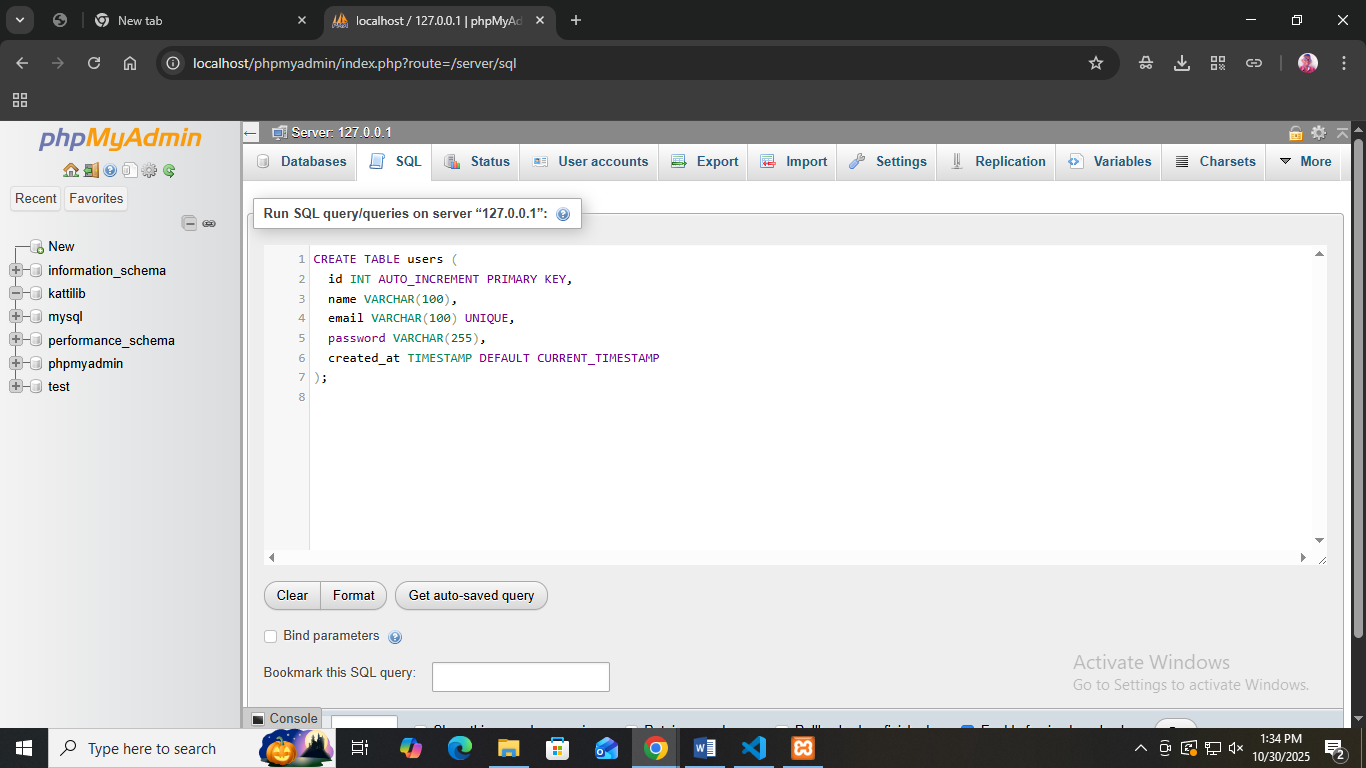 New tab
localhost / 127.0.0.1 | phpMyAd
localhost/phpmyadmin/index.php?route=/server/sql
phpMyAdmin
Recent
Favorites
New
information_schema
kattilib
mysql
performance_schema
phpmyadmin
test
Server: 127.0.0.1
Databases
SQL
Status
User accounts
Export
Import
Settings
Replication
Variables
Charsets
More
Run SQL query/queries on server “127.0.0.1”:
1 CREATE TABLE users (
2 id INT AUTO_INCREMENT PRIMARY KEY,
3 name VARCHAR(100),
4 email VARCHAR(100) UNIQUE,
5 password VARCHAR(255),
6 created_at TIMESTAMP DEFAULT CURRENT_TIMESTAMP
7 );
8
Clear
Format
Get auto-saved query
Bind parameters
Bookmark this SQL query:
Activate Windows
Go to Settings to activate Windows.
Console
Type here to search
1:34 PM
10/30/2025
2